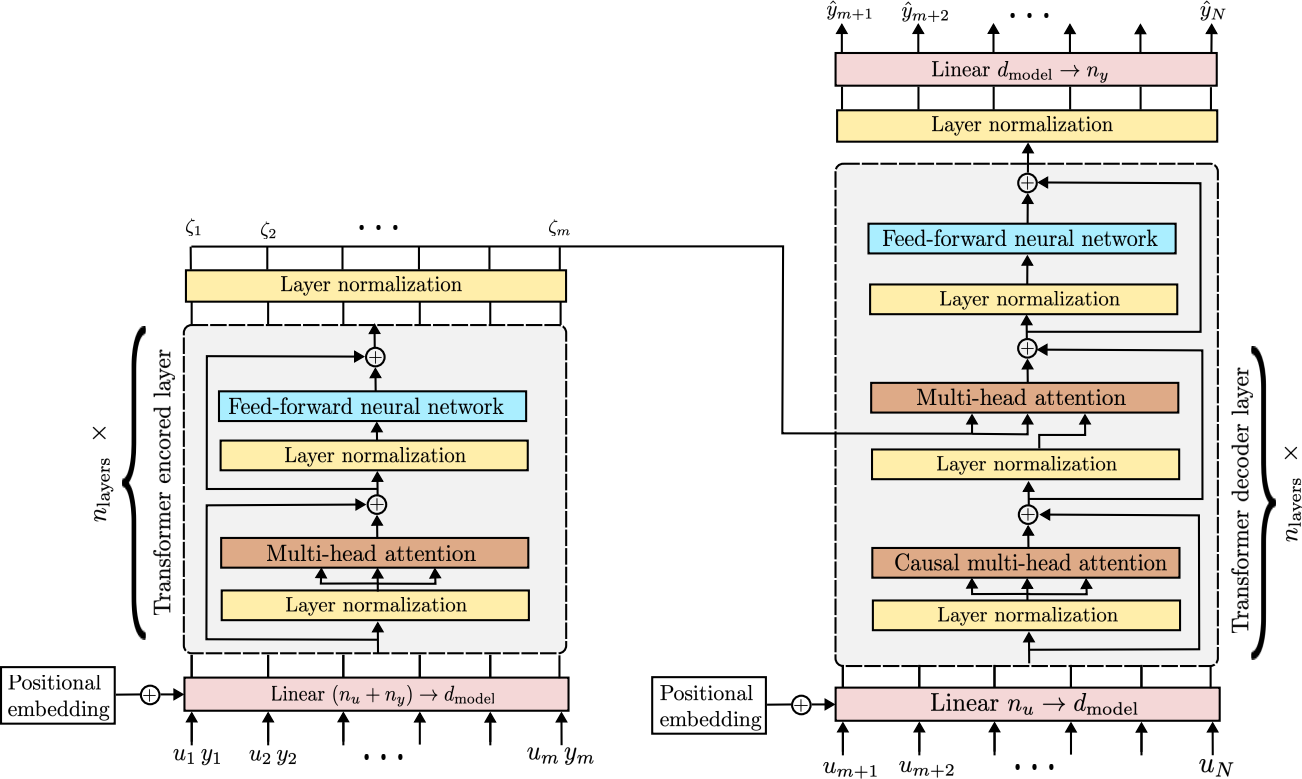 ŷ_{m+1} ŷ_{m+2} ··· ŷ_N
Linear d_model → n_y
Layer normalization
Feed-forward neural network
Layer normalization
Multi-head attention
Layer normalization
Causal multi-head attention
Layer normalization
Transformer decoder layer
n_layers ×
Positional
embedding
Linear n_u → d_model
u_{m+1} u_{m+2} ··· u_N
ζ_1 ζ_2 ··· ζ_m
Layer normalization
Feed-forward neural network
Layer normalization
Multi-head attention
Layer normalization
Transformer encored layer
n_layers ×
Positional
embedding
Linear (n_u + n_y) → d_model
u_1 y_1 u_2 y_2 ··· u_m y_m